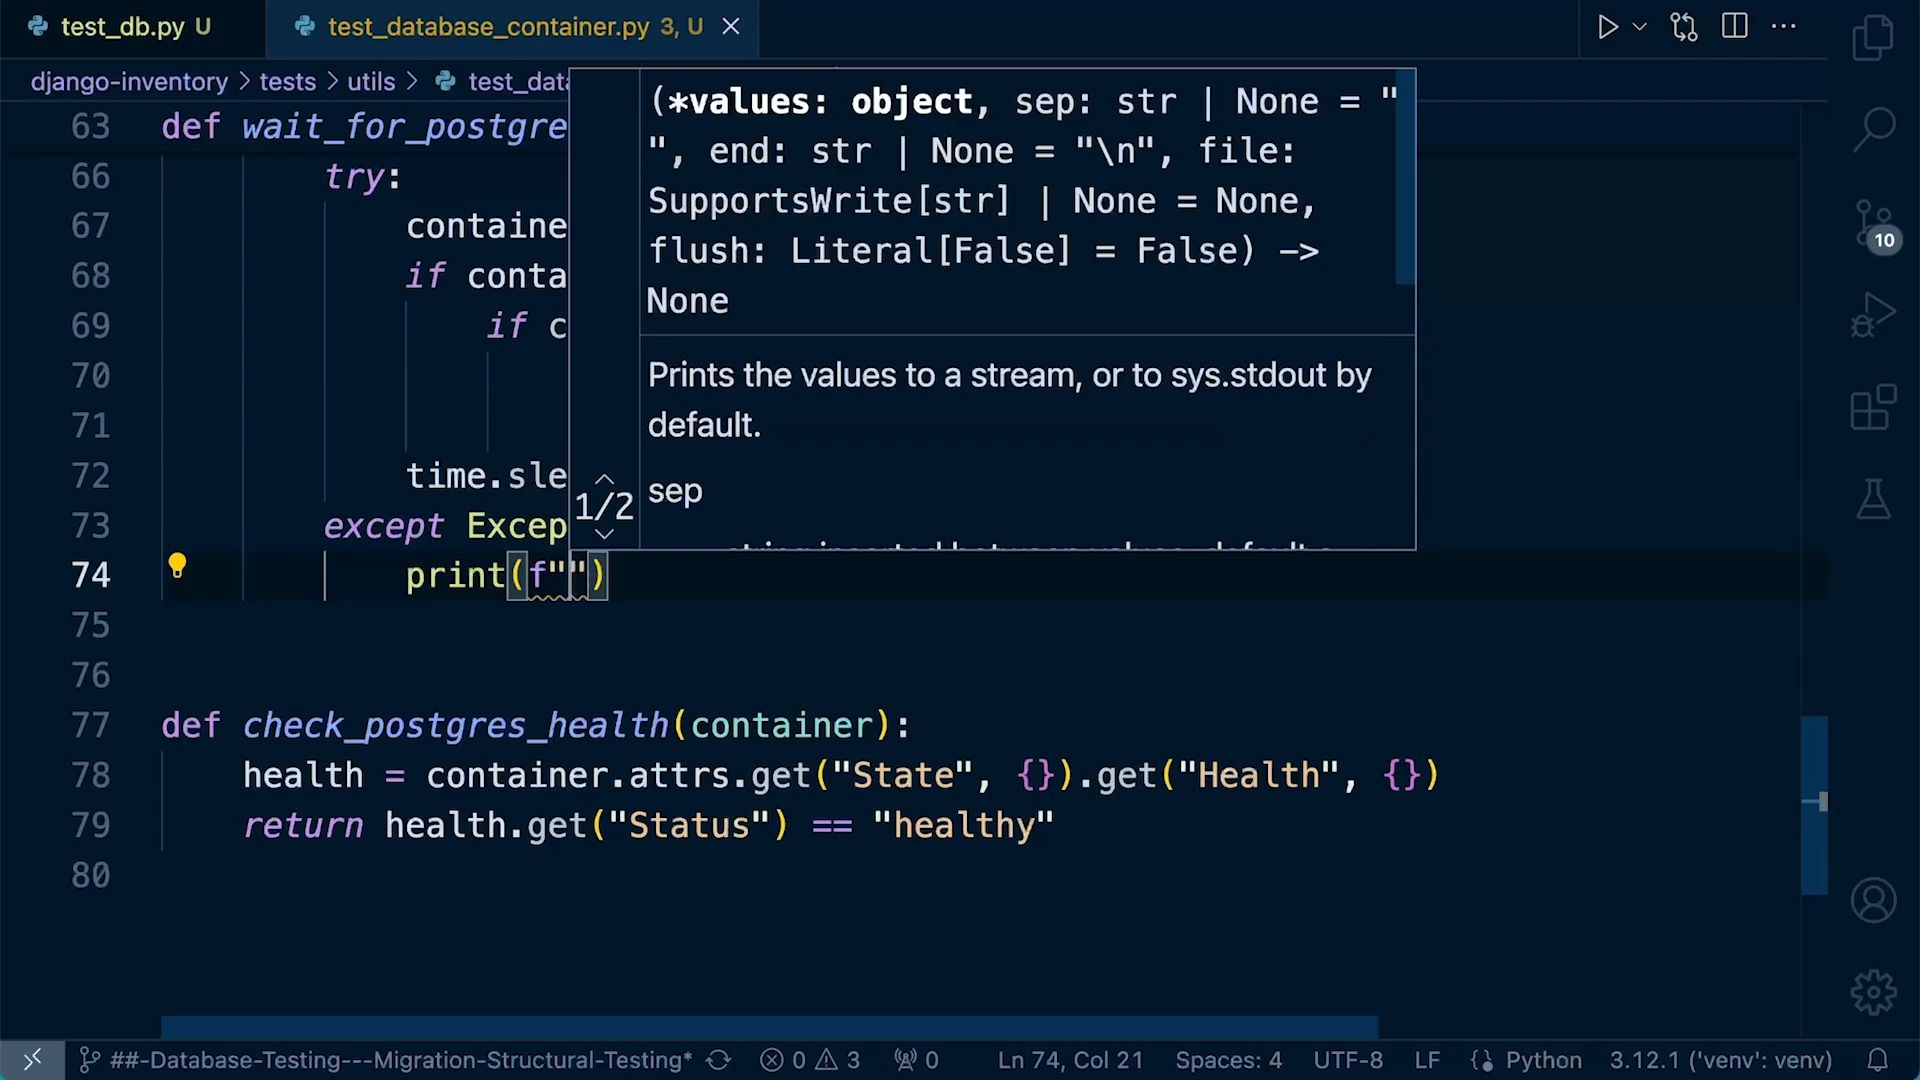 test_db.py U
test_database_container.py 3, U
django-inventory > tests > utils > test_data
63 def wait_for_postgre
66 try:
67 containe
68 if conta
69 if c
70
71
72 time.sle
73 except Excep
74 print(f"")
75
76
77 def check_postgres_health(container):
78 health = container.attrs.get("State", {}).get("Health", {})
79 return health.get("Status") == "healthy"
80
(*values: object, sep: str | None = "
", end: str | None = "\n", file:
SupportsWrite[str] | None = None,
flush: Literal[False] = False) ->
None
Prints the values to a stream, or to sys.stdout by
default.
sep
1/2
10
##-Database-Testing---Migration-Structural-Testing* 0 3 0 Ln 74, Col 21 Spaces: 4 UTF-8 LF Python 3.12.1 ('venv': venv)